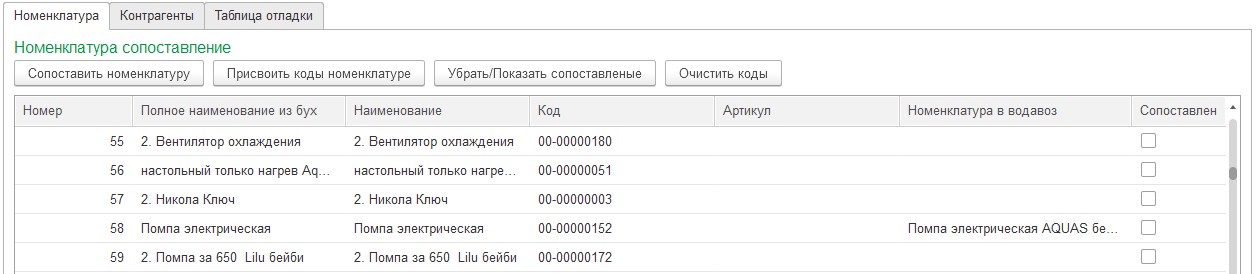 Номенклатура Контрагенты Таблица отладки
Номенклатура сопоставление
Сопоставить номенклатуру Присвоить коды номенклатуре Убрать/Показать сопоставленые Очистить коды
Номер Полное наименование из бух Наименование Код Артикул Номенклатура в водавоз Сопоставлен
55 2. Вентилятор охлаждения 2. Вентилятор охлаждения 00-00000180
56 настольный только нагрев Aq... настольный только нагре... 00-00000051
57 2. Никола Ключ 2. Никола Ключ 00-00000003
58 Помпа электрическая Помпа электрическая 00-00000152 Помпа электрическая AQUAS бе...
59 2. Помпа за 650 Lilu бейби 2. Помпа за 650 Lilu бейби 00-00000172